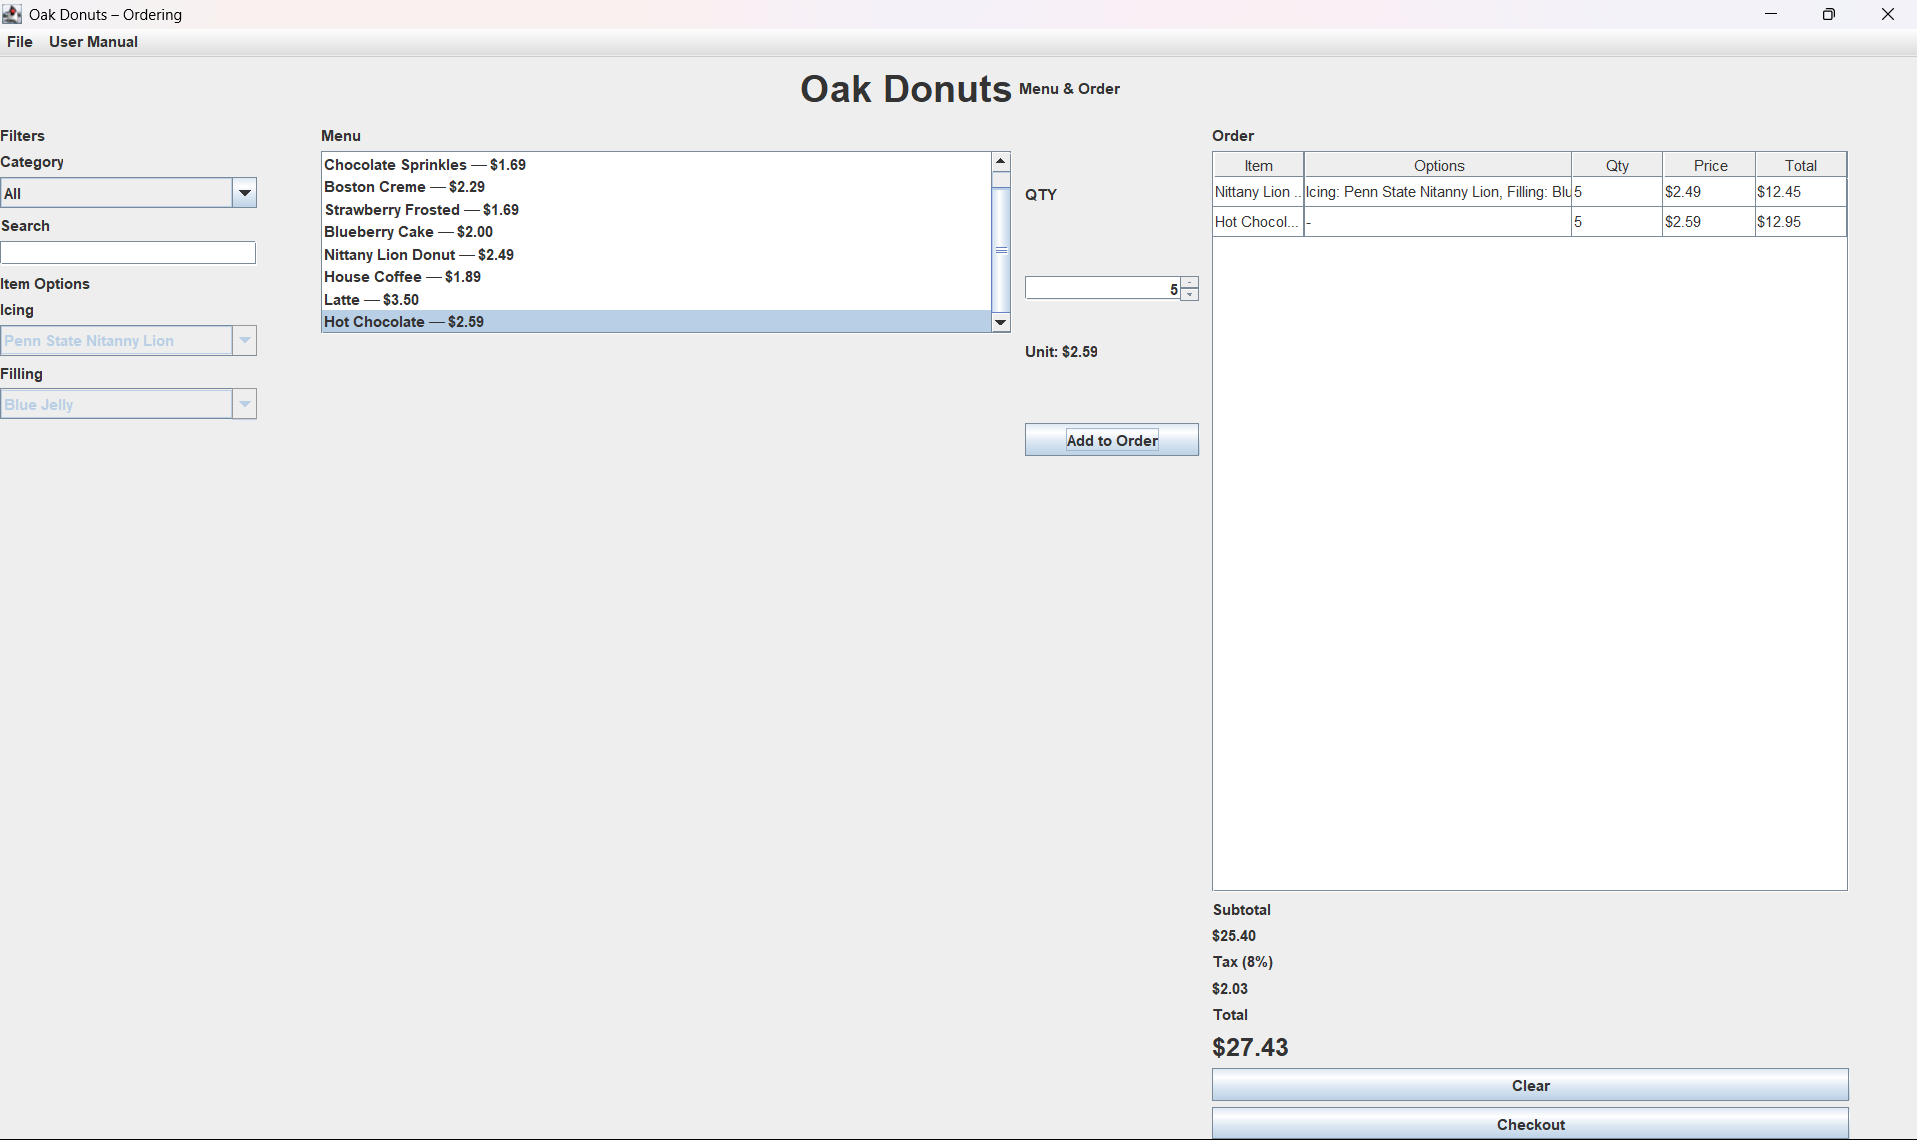 Oak Donuts – Ordering
File User Manual
Oak Donuts Menu & Order
Filters
Category
All
Search
Item Options
Icing
Penn State Nitanny Lion
Filling
Blue Jelly
Menu
Chocolate Sprinkles — $1.69
Boston Creme — $2.29
Strawberry Frosted — $1.69
Blueberry Cake — $2.00
Nittany Lion Donut — $2.49
House Coffee — $1.89
Latte — $3.50
Hot Chocolate — $2.59
QTY
5
Unit: $2.59
Add to Order
Order
Item Options Qty Price Total
Nittany Lion ... Icing: Penn State Nitanny Lion, Filling: Blu 5 $2.49 $12.45
Hot Chocol... - 5 $2.59 $12.95
Subtotal
$25.40
Tax (8%)
$2.03
Total
$27.43
Clear
Checkout